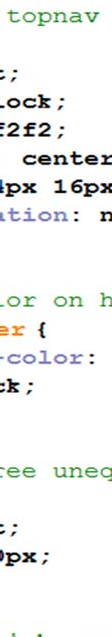 topnav
t;
lock;
f2f2;
center
4px 16px
ation: n
lor on h
er {
-color:
ck;
ree uneq
t;
0px;